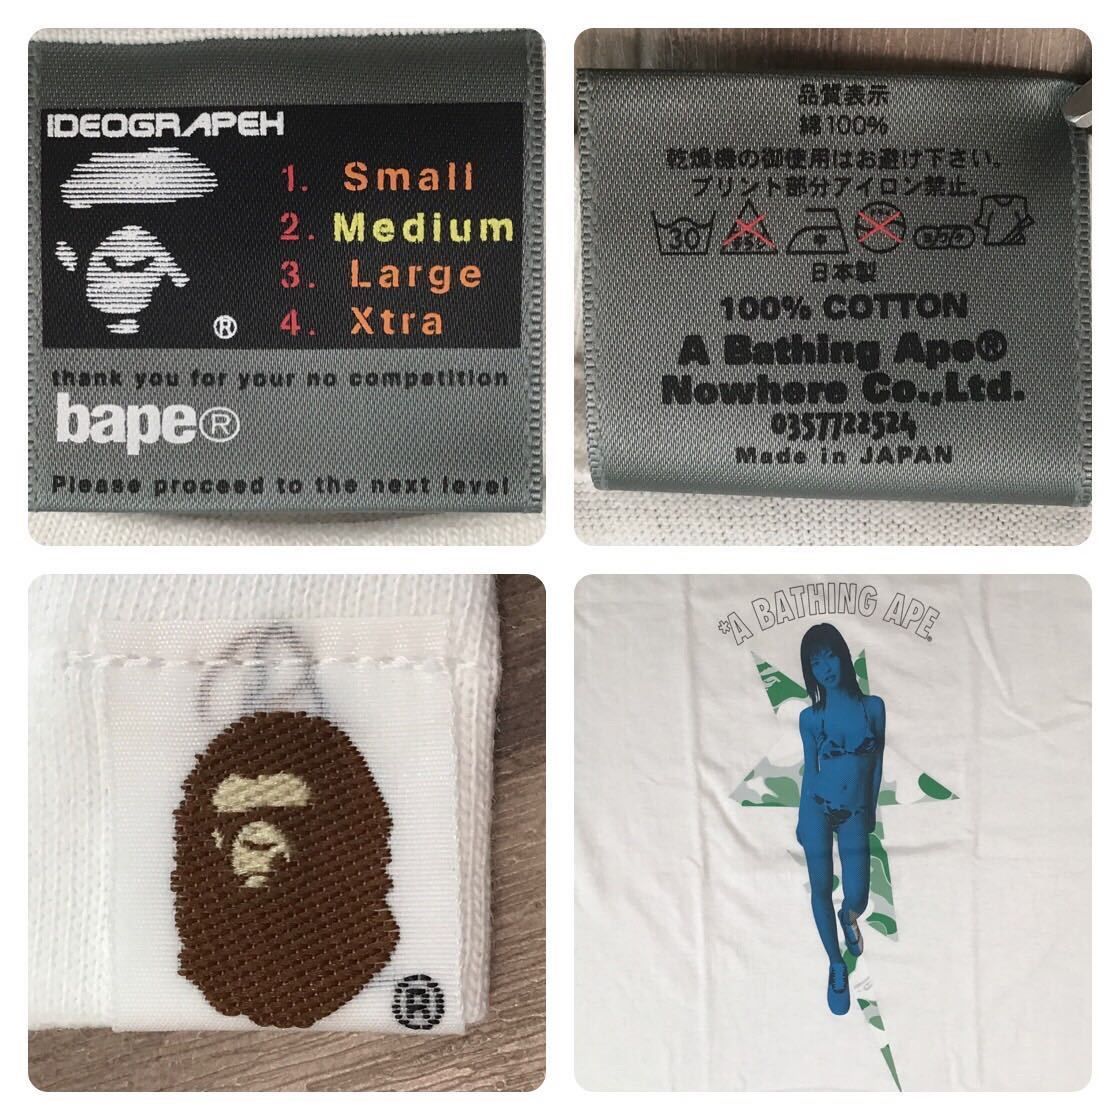 IDEOGRAPEH
1. Small
2. Medium
3. Large
4. Xtra
®
thank you for your no competition
bape®
Please proceed to the next level
品質表示
綿100%
乾燥機の御使用はお避け下さい。
プリント部分アイロン禁止
30
日本製
100% COTTON
A Bathing Ape®
Nowhere Co.,Ltd.
0357722524
Made in JAPAN
®
*A BATHING APE®